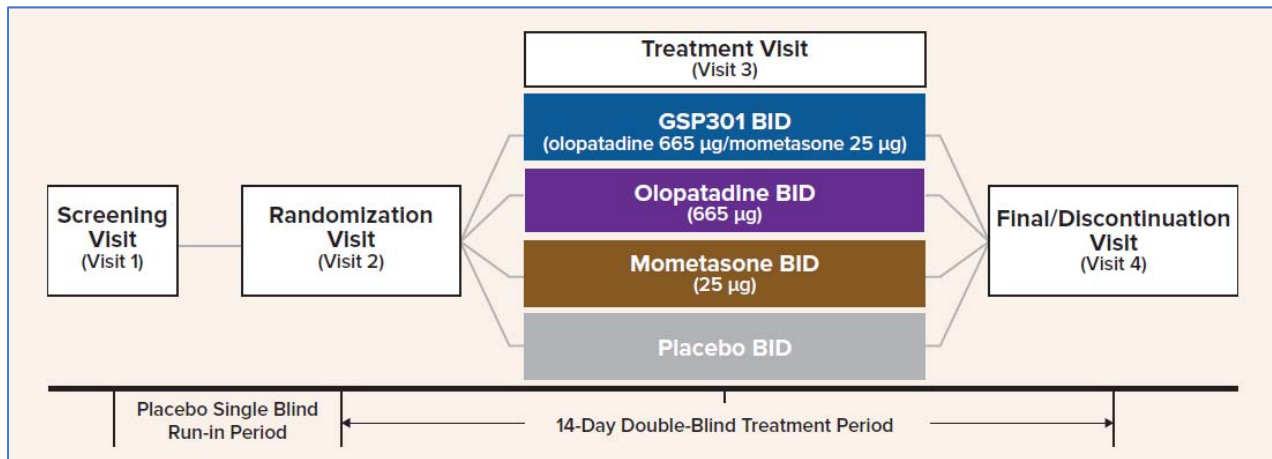 Treatment Visit
(Visit 3)
GSP301 BID
(olopatadine 665 µg/mometasone 25 µg)
Screening
Visit
(Visit 1)
Randomization
Visit
(Visit 2)
Olopatadine BID
(665 µg)
Mometasone BID
(25 µg)
Placebo BID
Final/Discontinuation
Visit
(Visit 4)
Placebo Single Blind
Run-in Period
14-Day Double-Blind Treatment Period